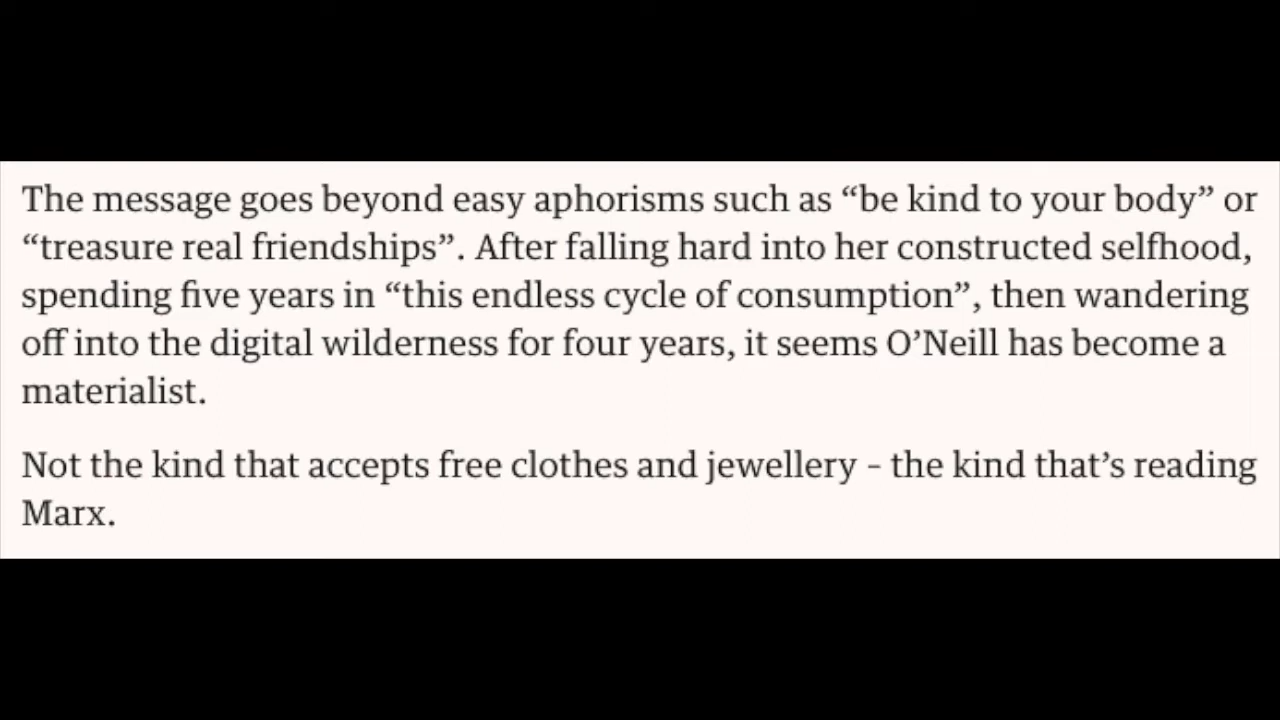 The message goes beyond easy aphorisms such as “be kind to your body” or
“treasure real friendships”. After falling hard into her constructed selfhood,
spending five years in “this endless cycle of consumption”, then wandering
off into the digital wilderness for four years, it seems O’Neill has become a
materialist.
Not the kind that accepts free clothes and jewellery – the kind that’s reading
Marx.